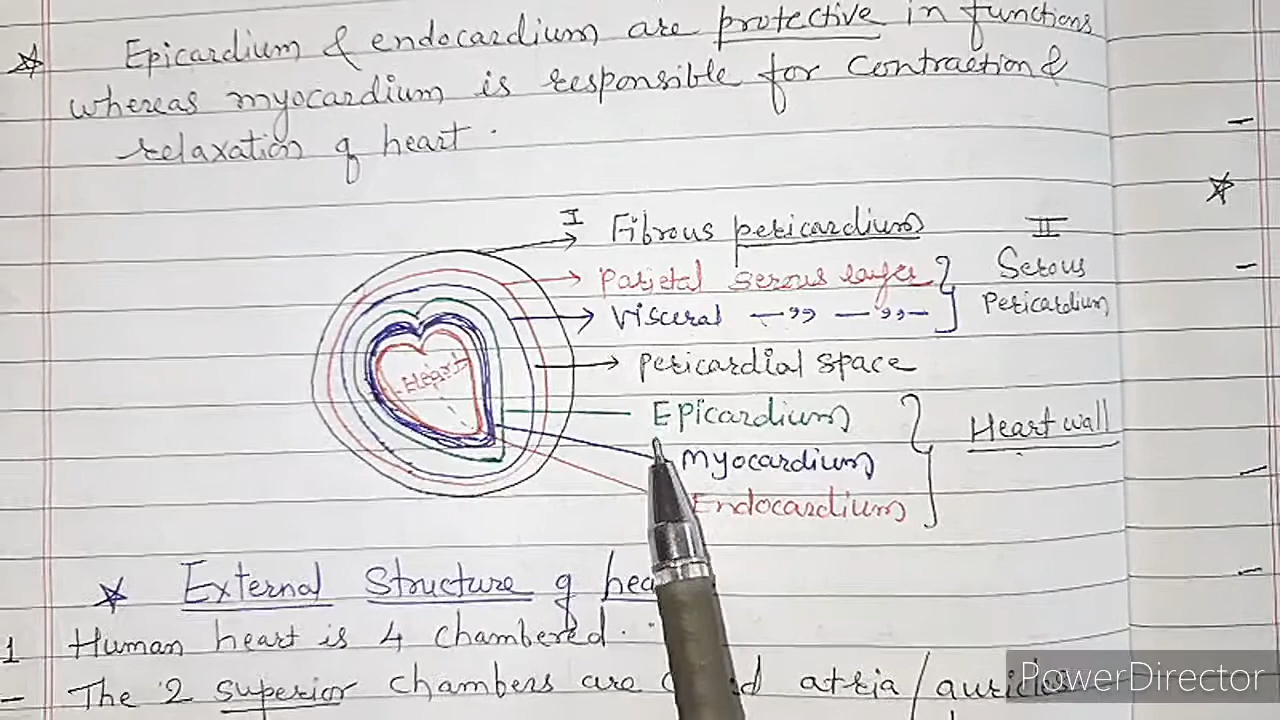 Epicardium & endocardium are protective in functions
whereas myocardium is responsible for contraction &
relaxation of heart.
I Fibrous pericardium II
Parietal serous layer Serous
Visceral —,,— —,,— Pericardium
Heart
pericardial space
Epicardium
Heart wall
Myocardium
Endocardium
External structure of hea
1 Human heart is 4 chambered.
- The 2 superior chambers are d atria / auricles
PowerDirector